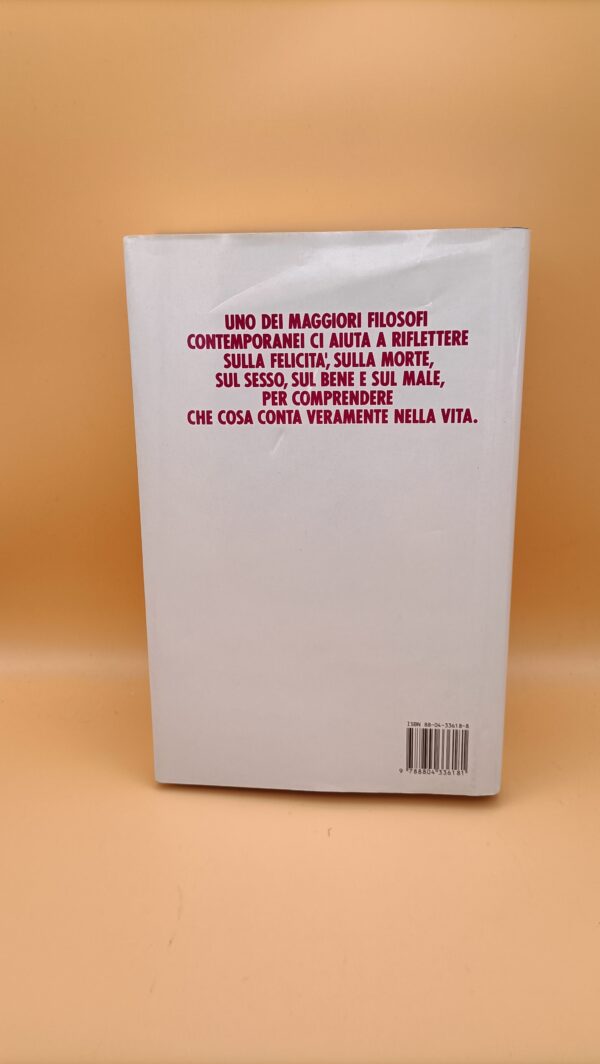 UNO DEI MAGGIORI FILOSOFI
CONTEMPORANEI CI AIUTA A RIFLETTERE
SULLA FELICITA', SULLA MORTE,
SUL SESSO, SUL BENE E SUL MALE,
PER COMPRENDERE
CHE COSA CONTA VERAMENTE NELLA VITA.
ISBN 88-04-33618-8
9 788804 336181